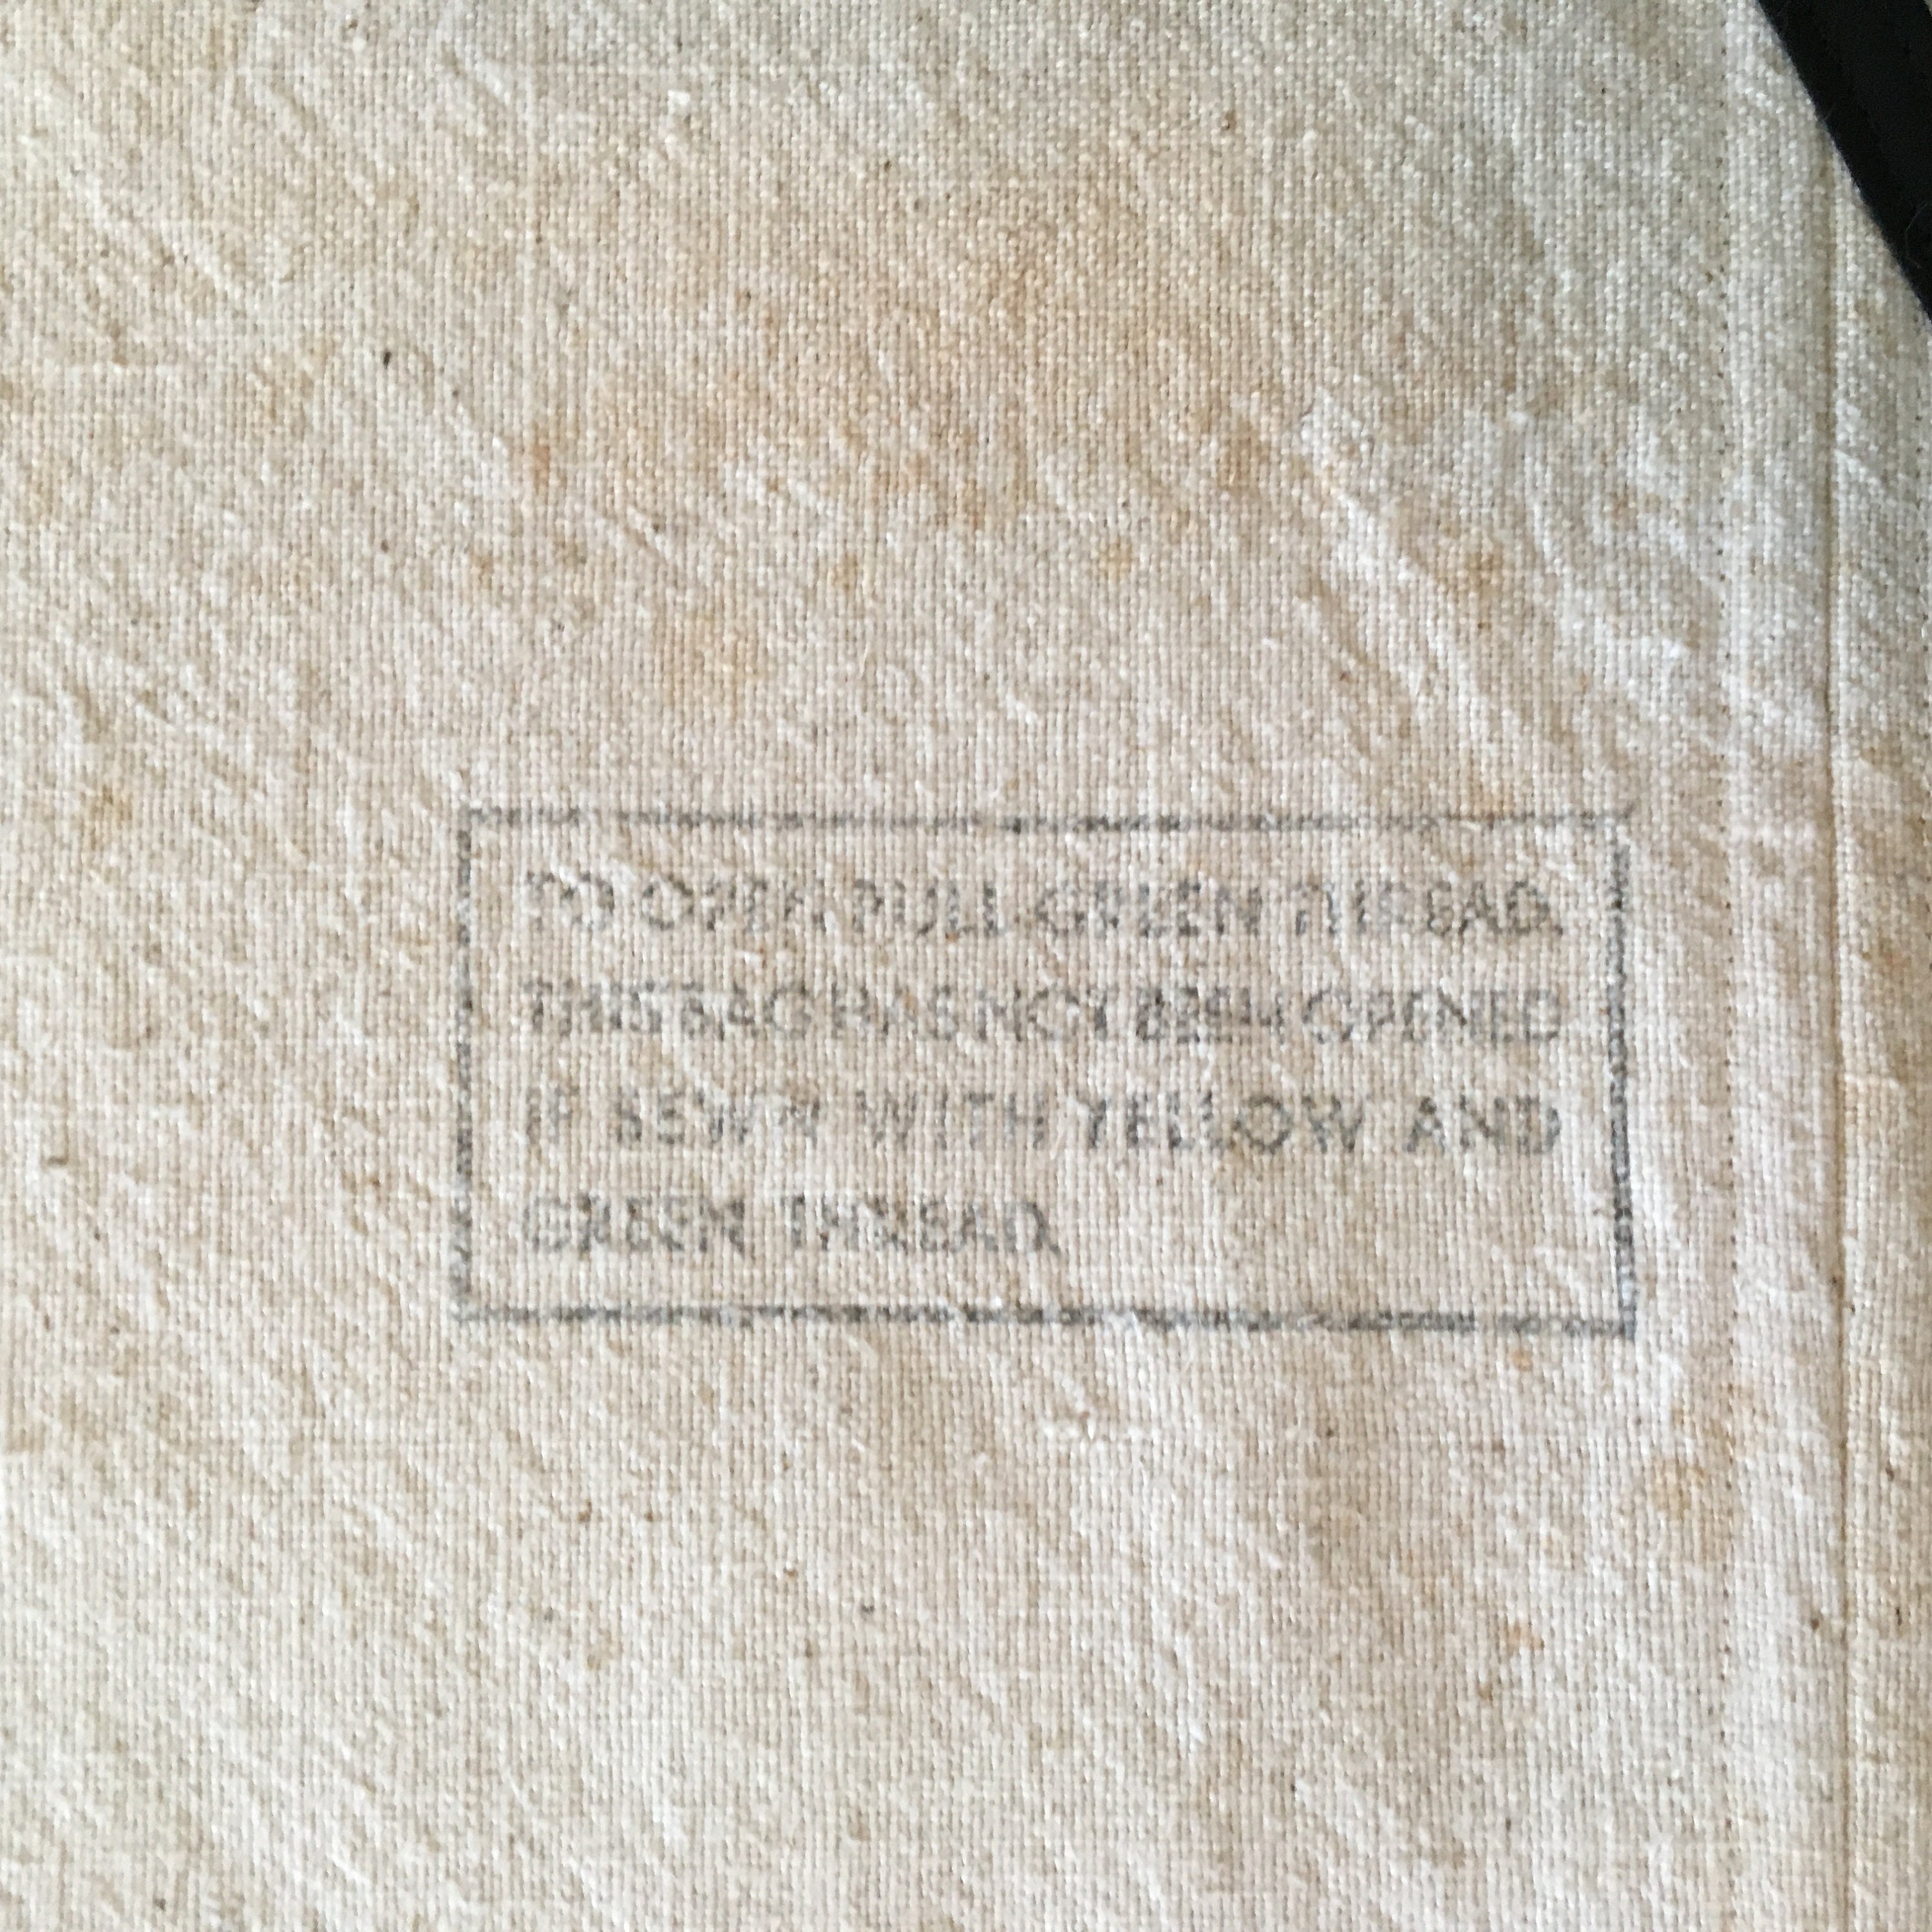 TO OPEN PULL GREEN THREAD.
THIS BAG HAS NOT BEEN OPENED
IF SEWN WITH YELLOW AND
GREEN THREAD